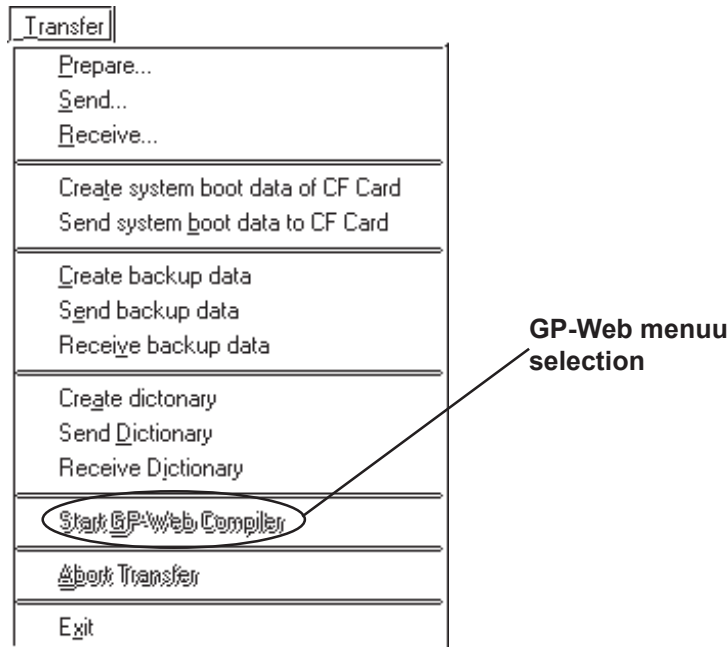 Transfer
Prepare...
Send...
Receive...
Create system boot data of CF Card
Send system boot data to CF Card
Create backup data
Send backup data
Receive backup data
Create dictonary
Send Dictionary
Receive Dictionary
Start GP-Web Compiler
Abort Transfer
Exit
GP-Web menuu
selection